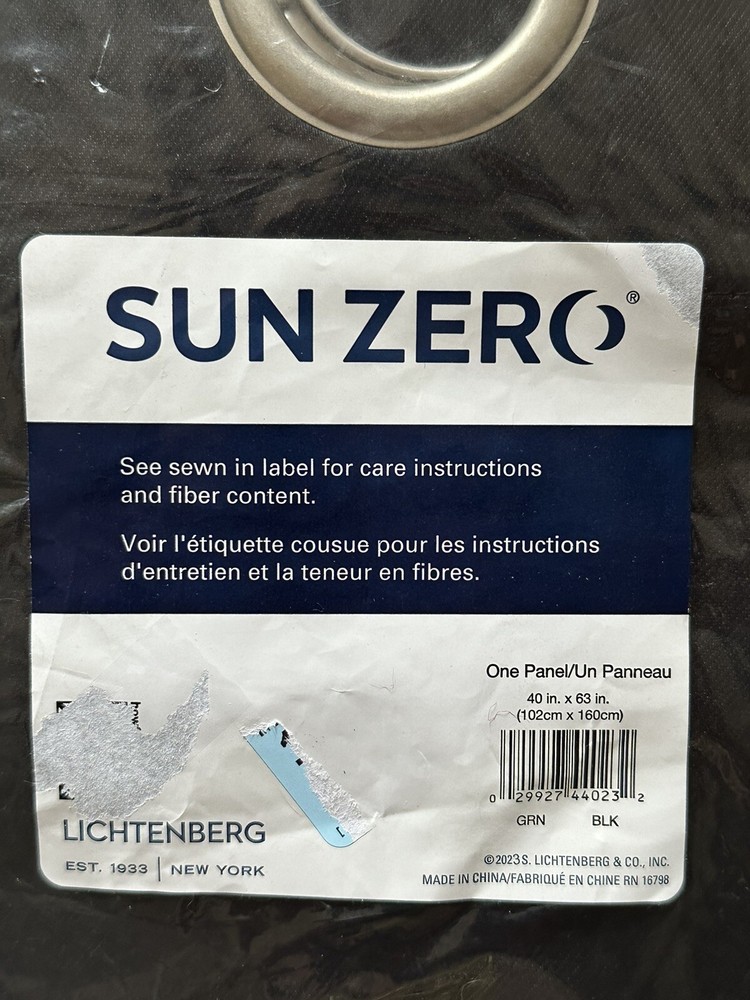 SUN ZERO®
See sewn in label for care instructions
and fiber content.
Voir l'étiquette cousue pour les instructions
d'entretien et la teneur en fibres.
One Panel/Un Panneau
40 in. x 63 in.
(102cm x 160cm)
0 29927 44023 2
GRN BLK
LICHTENBERG
EST. 1933 | NEW YORK
©2023 S. LICHTENBERG & CO., INC.
MADE IN CHINA/FABRIQUÉ EN CHINE RN 16798